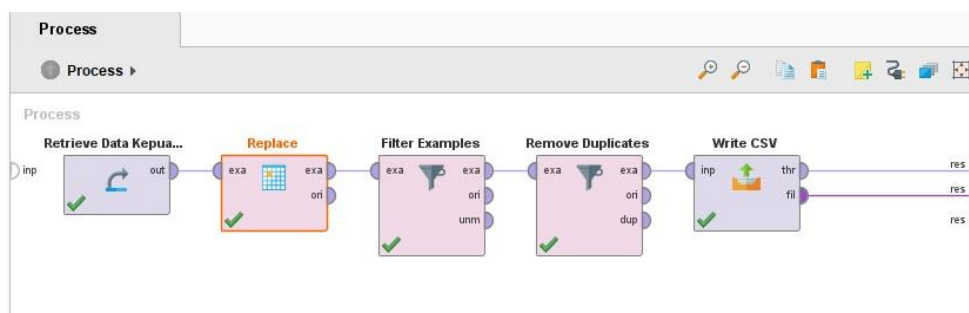 Process
Process
Process
Retrieve Data Kepua... Replace Filter Examples Remove Duplicates Write CSV
inp out exa exa exa exa exa exa inp thr res
ori ori ori fil res
unm dup res